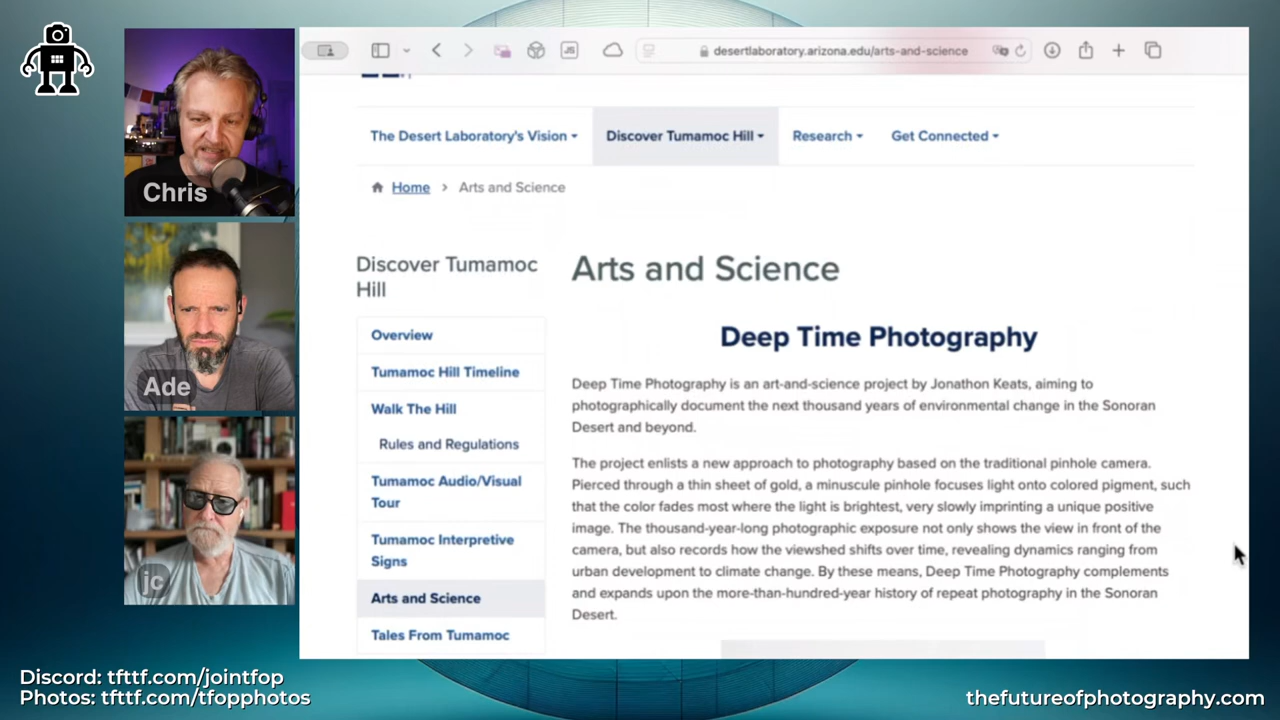 desertlaboratory.arizona.edu/arts-and-science
JS
The Desert Laboratory's Vision
Discover Tumamoc Hill
Research
Get Connected
Home > Arts and Science
Discover Tumamoc
Hill
Overview
Tumamoc Hill Timeline
Walk The Hill
Rules and Regulations
Tumamoc Audio/Visual
Tour
Tumamoc Interpretive
Signs
Arts and Science
Tales From Tumamoc
Arts and Science
Deep Time Photography
Deep Time Photography is an art-and-science project by Jonathon Keats, aiming to
photographically document the next thousand years of environmental change in the Sonoran
Desert and beyond.
The project enlists a new approach to photography based on the traditional pinhole camera.
Pierced through a thin sheet of gold, a minuscule pinhole focuses light onto colored pigment, such
that the color fades most where the light is brightest, very slowly imprinting a unique positive
image. The thousand-year-long photographic exposure not only shows the view in front of the
camera, but also records how the viewshed shifts over time, revealing dynamics ranging from
urban development to climate change. By these means, Deep Time Photography complements
and expands upon the more-than-hundred-year history of repeat photography in the Sonoran
Desert.
Chris
Ade
jc
Discord: tfttf.com/jointfop
Photos: tfttf.com/tfopphotos
thefutureofphotography.com